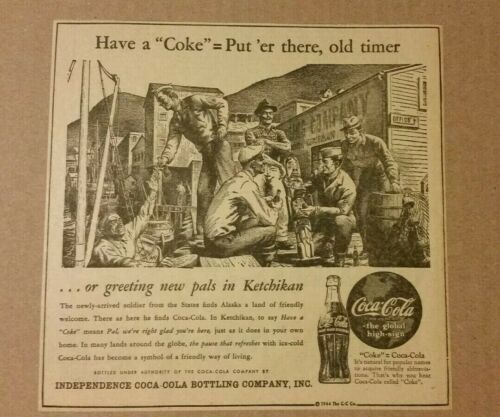 Have a "Coke" = Put 'er there, old timer
COMPANY
... or greeting new pals in Ketchikan
The newly-arrived soldier from the States finds Alaska a land of friendly
welcome. There as here he finds Coca-Cola. In Ketchikan, to say Have a
"Coke" means Pal, we're right glad you're here, just as it does in your own
home. In many lands around the globe, the pause that refreshes with ice-cold
Coca-Cola has become a symbol of a friendly way of living.
BOTTLED UNDER AUTHORITY OF THE COCA-COLA COMPANY BY
INDEPENDENCE COCA-COLA BOTTLING COMPANY, INC.
Coca-Cola
Coca-Cola
-the global
high-sign
"Coke" = Coca-Cola
It's natural for popular names
to acquire friendly abbrevia-
tions. That's why you hear
Coca-Cola called "Coke".
© 1944 The C-C Co.